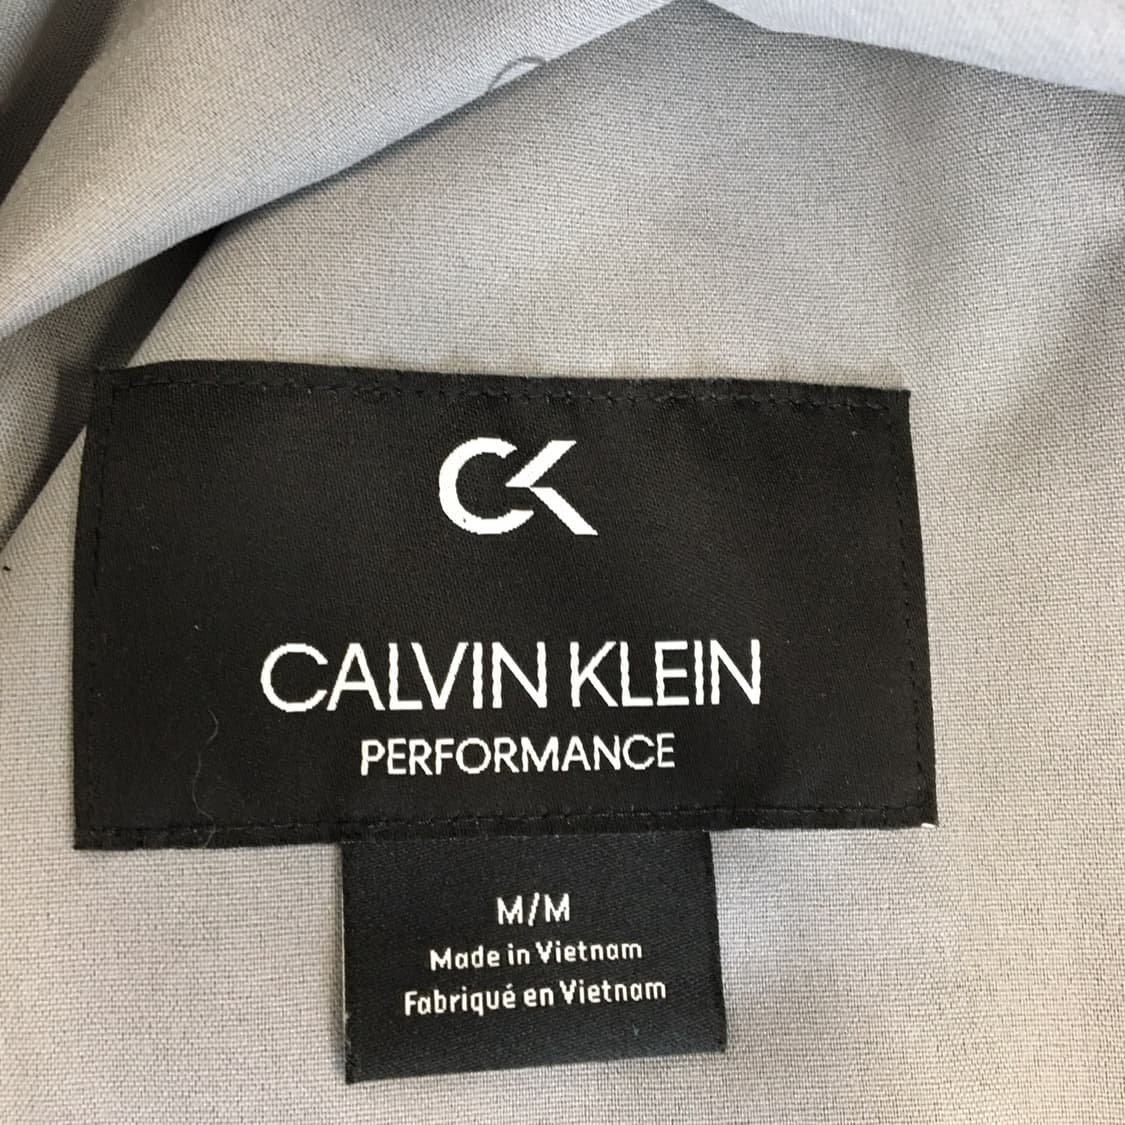 CK
CALVIN KLEIN
PERFORMANCE
M/M
Made in Vietnam
Fabriqué en Vietnam